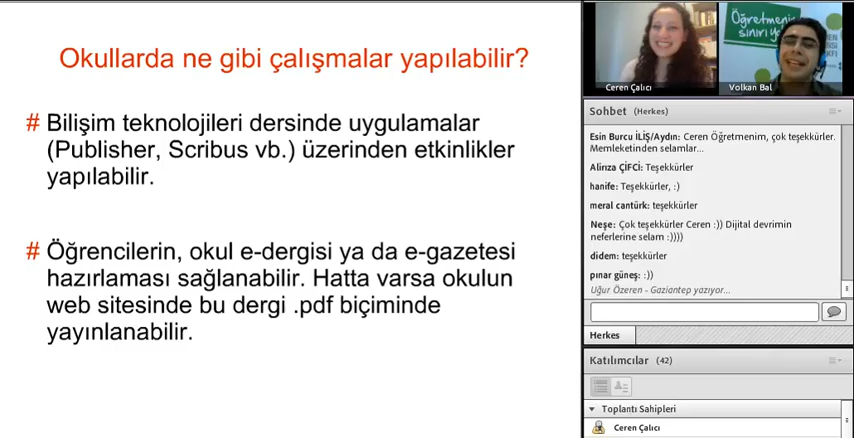 Okullarda ne gibi çalışmalar yapılabilir?
# Bilişim teknolojileri dersinde uygulamalar
(Publisher, Scribus vb.) üzerinden etkinlikler
yapılabilir.
# Öğrencilerin, okul e-dergisi ya da e-gazetesi
hazırlaması sağlanabilir. Hatta varsa okulun
web sitesinde bu dergi .pdf biçiminde
yayınlanabilir.
Öğretmenin
sınırı yo
Ceren Çalıcı
Volkan Bal
Sohbet (Herkes)
Esin Burcu İLİŞ/Aydın: Ceren Öğretmenim, çok teşekkürler.
Memleketinden selamlar...
Alirıza ÇİFCİ: Teşekkürler
hanife: Teşekkürler, :)
meral cantürk: teşekkürler
Neşe: Çok teşekkürler Ceren :)) Dijital devrimin
neferlerine selam :))))
didem: teşekkürler
pınar güneş: :))
Uğur Özeren - Gaziantep yazıyor...
Herkes
Katılımcılar (42)
Toplantı Sahipleri
Ceren Çalıcı